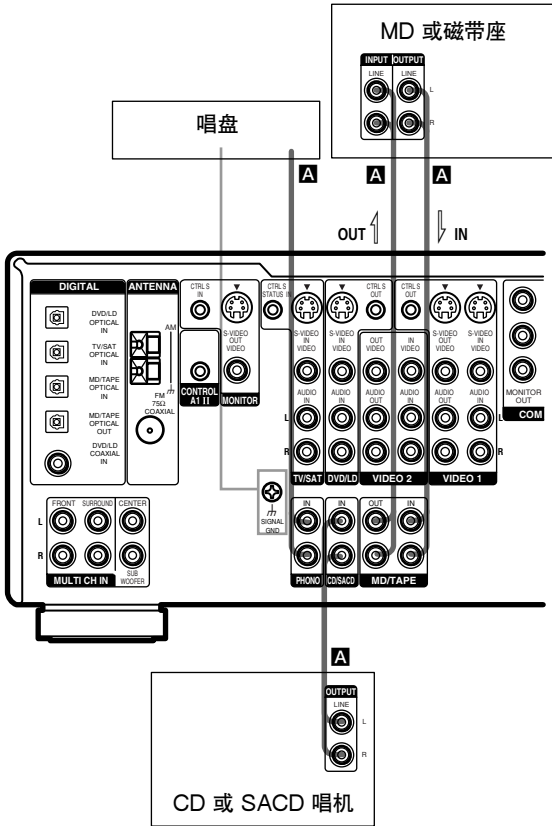 MD 或磁带座
INPUT OUTPUT
LINE LINE
L
R
唱盘
A A A
OUT IN
DIGITAL
DVD/LD
OPTICAL
IN
TV/SAT
OPTICAL
IN
MD/TAPE
OPTICAL
IN
MD/TAPE
OPTICAL
OUT
DVD/LD
COAXIAL
IN
ANTENNA
AM
FM
75Ω
COAXIAL
CTRL S
IN
CONTROL
A1 II
S-VIDEO
OUT
VIDEO
MONITOR
CTRL S
STATUS IN
S-VIDEO
IN
VIDEO
AUDIO
IN
L
R
TV/SAT
S-VIDEO
IN
VIDEO
AUDIO
IN
DVD/LD
CTRL S
OUT
OUT
VIDEO
AUDIO
OUT
CTRL S
OUT
IN
VIDEO
AUDIO
IN
VIDEO 2
S-VIDEO
OUT
VIDEO
AUDIO
OUT
S-VIDEO
IN
VIDEO
AUDIO
IN
L
R
VIDEO 1
MONITOR
OUT
COM
SIGNAL
GND
FRONT SURROUND CENTER
L
R
SUB
WOOFER
MULTI CH IN
IN IN OUT IN
PHONO CD/SACD MD/TAPE
A
OUTPUT
LINE
L
R
CD 或 SACD 唱机